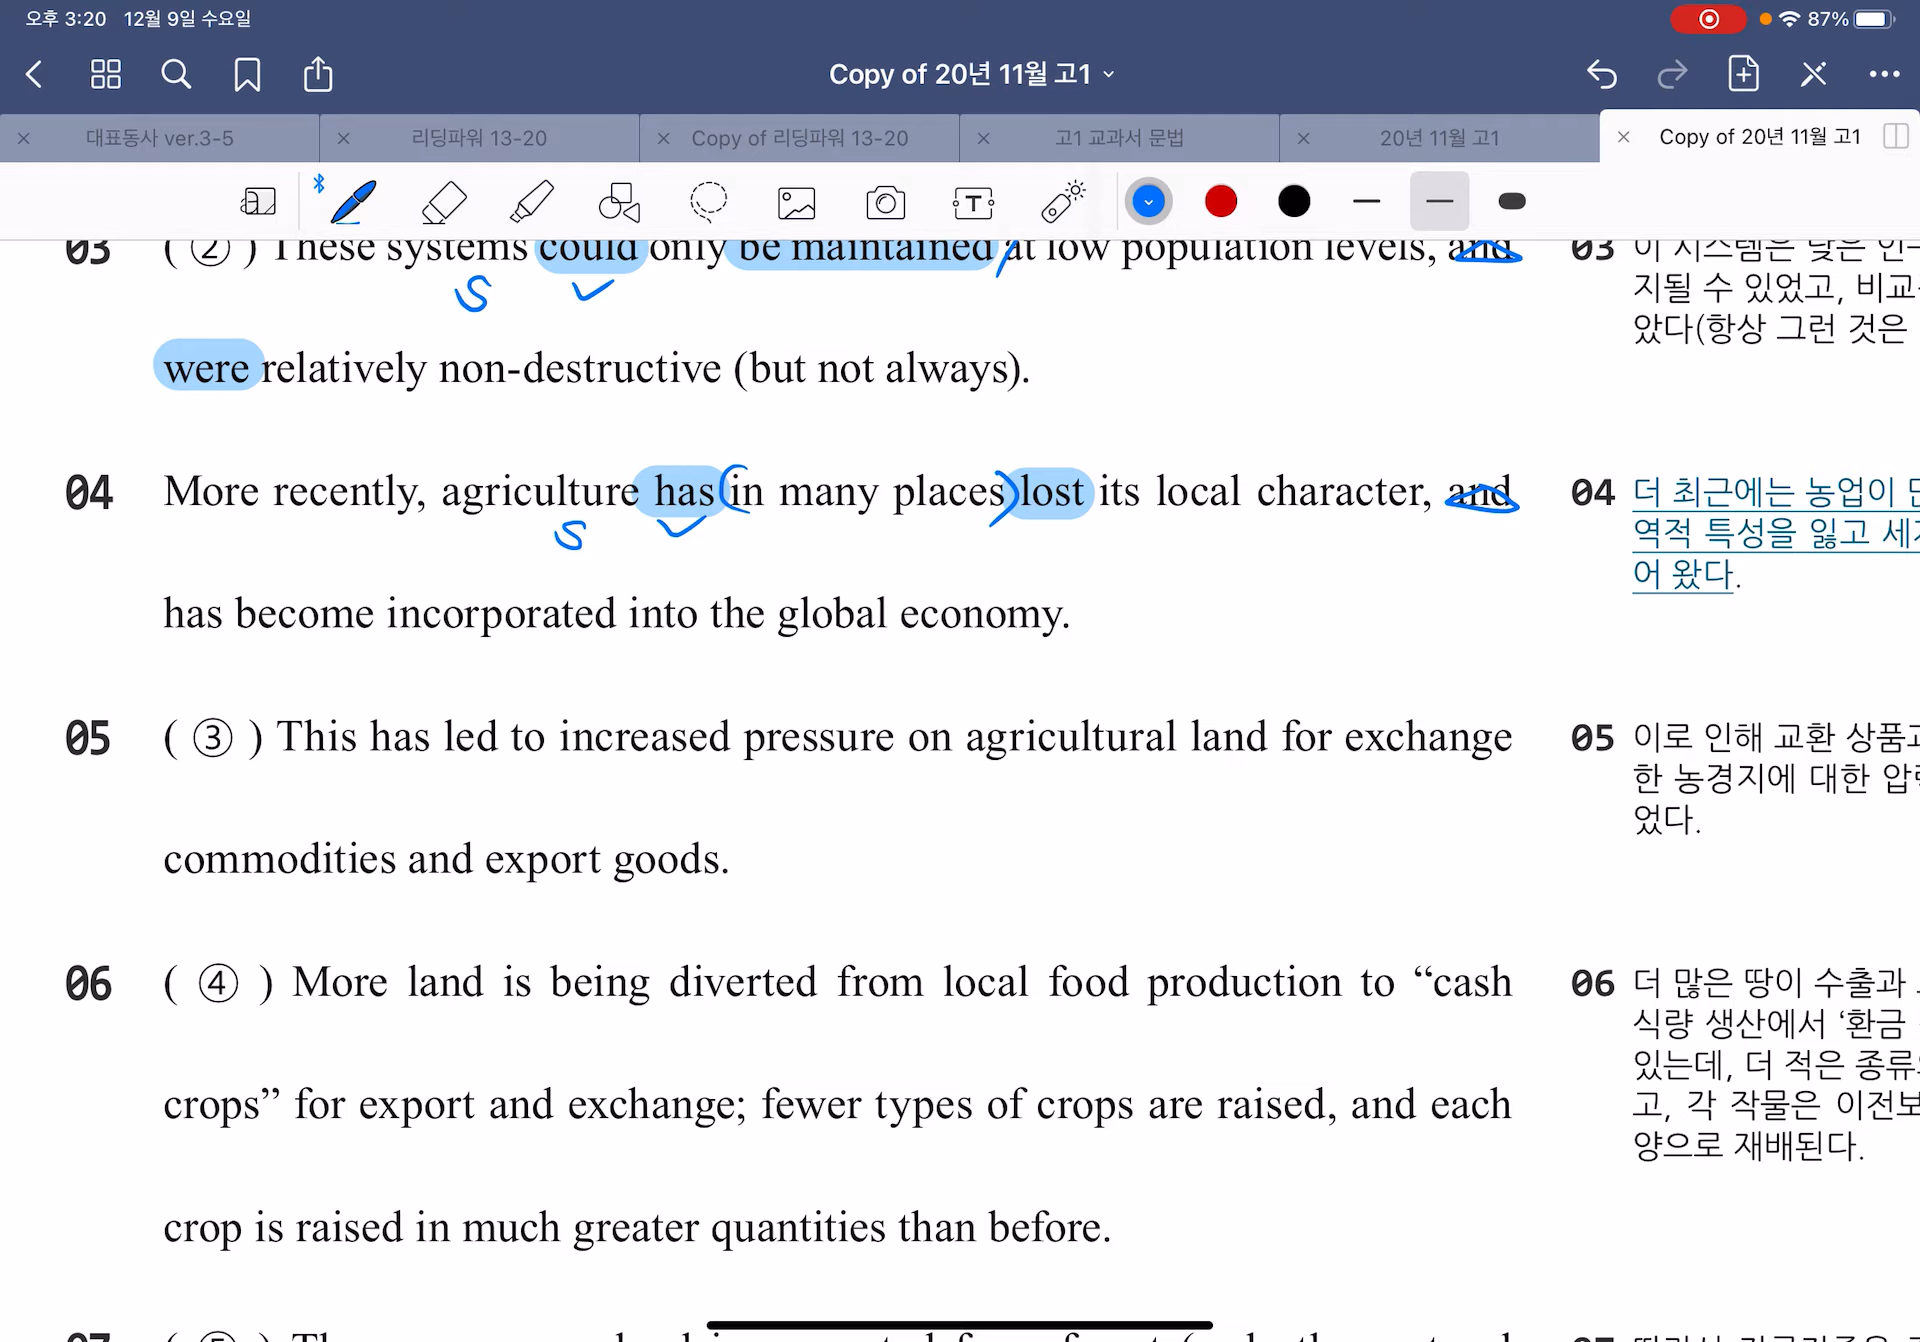 오후 3:20 12월 9일 수요일
87%
Copy of 20년 11월 고1
대표동사 ver.3-5
리딩파워 13-20
Copy of 리딩파워 13-20
고1 교과서 문법
20년 11월 고1
Copy of 20년 11월 고1
03 ( ② ) These systems could only be maintained at low population levels, and
S
were relatively non-destructive (but not always).
04 More recently, agriculture has (in many places) lost its local character, and
S
has become incorporated into the global economy.
05 ( ③ ) This has led to increased pressure on agricultural land for exchange
commodities and export goods.
06 ( ④ ) More land is being diverted from local food production to “cash
crops” for export and exchange; fewer types of crops are raised, and each
crop is raised in much greater quantities than before.
07 ( ⑤ )
03 이 시스템은 낮은
지될 수 있었고, 비교
았다(항상 그런 것은
04 더 최근에는 농업이
역적 특성을 잃고
어 왔다.
05 이로 인해 교환
한 농경지에 대한
었다.
06 더 많은 땅이 수출과
식량 생산에서 ‘환금
있는데, 더 적은
고, 각 작물은
양으로 재배된다.
07